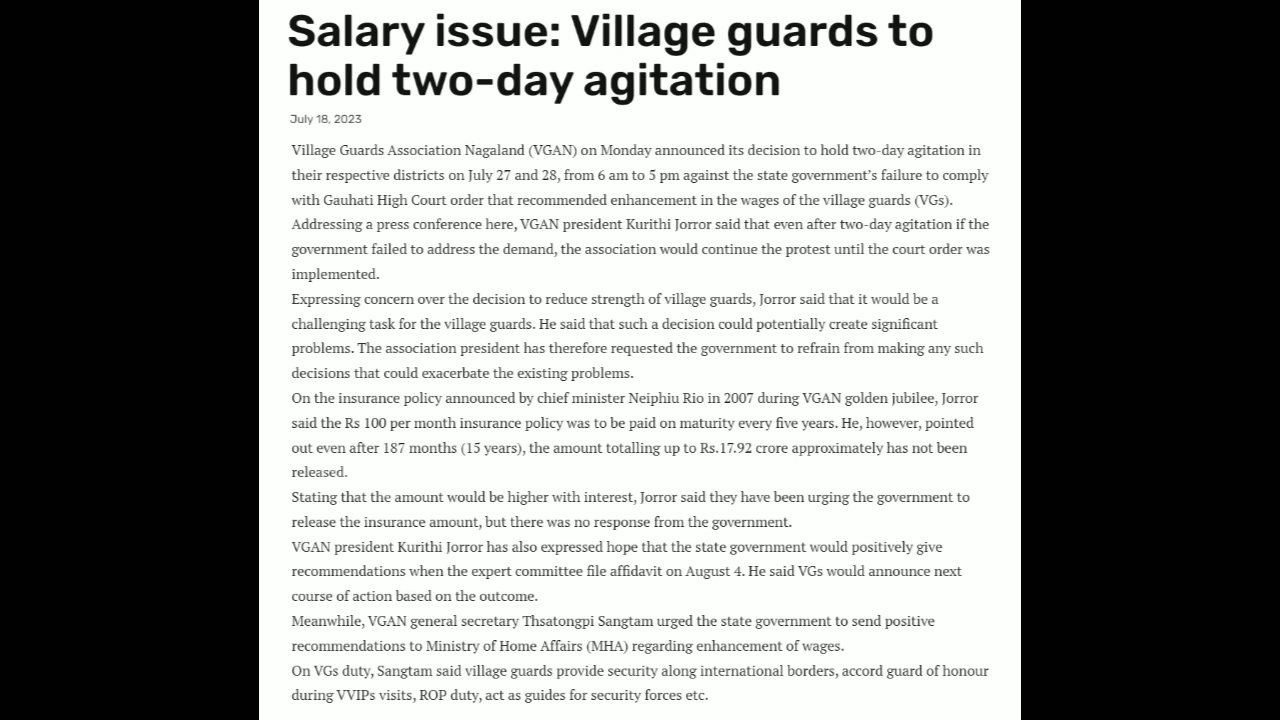 Salary issue: Village guards to
hold two-day agitation
July 18, 2023
Village Guards Association Nagaland (VGAN) on Monday announced its decision to hold two-day agitation in
their respective districts on July 27 and 28, from 6 am to 5 pm against the state government's failure to comply
with Gauhati High Court order that recommended enhancement in the wages of the village guards (VGs).
Addressing a press conference here, VGAN president Kurithi Jorror said that even after two-day agitation if the
government failed to address the demand, the association would continue the protest until the court order was
implemented.
Expressing concern over the decision to reduce strength of village guards, Jorror said that it would be a
challenging task for the village guards. He said that such a decision could potentially create significant
problems. The association president has therefore requested the government to refrain from making any such
decisions that could exacerbate the existing problems.
On the insurance policy announced by chief minister Neiphiu Rio in 2007 during VGAN golden jubilee, Jorror
said the Rs 100 per month insurance policy was to be paid on maturity every five years. He, however, pointed
out even after 187 months (15 years), the amount totalling up to Rs.17.92 crore approximately has not been
released.
Stating that the amount would be higher with interest, Jorror said they have been urging the government to
release the insurance amount, but there was no response from the government.
VGAN president Kurithi Jorror has also expressed hope that the state government would positively give
recommendations when the expert committee file affidavit on August 4. He said VGs would announce next
course of action based on the outcome.
Meanwhile, VGAN general secretary Thsatongpi Sangtam urged the state government to send positive
recommendations to Ministry of Home Affairs (MHA) regarding enhancement of wages.
On VGs duty, Sangtam said village guards provide security along international borders, accord guard of honour
during VVIPs visits, ROP duty, act as guides for security forces etc.